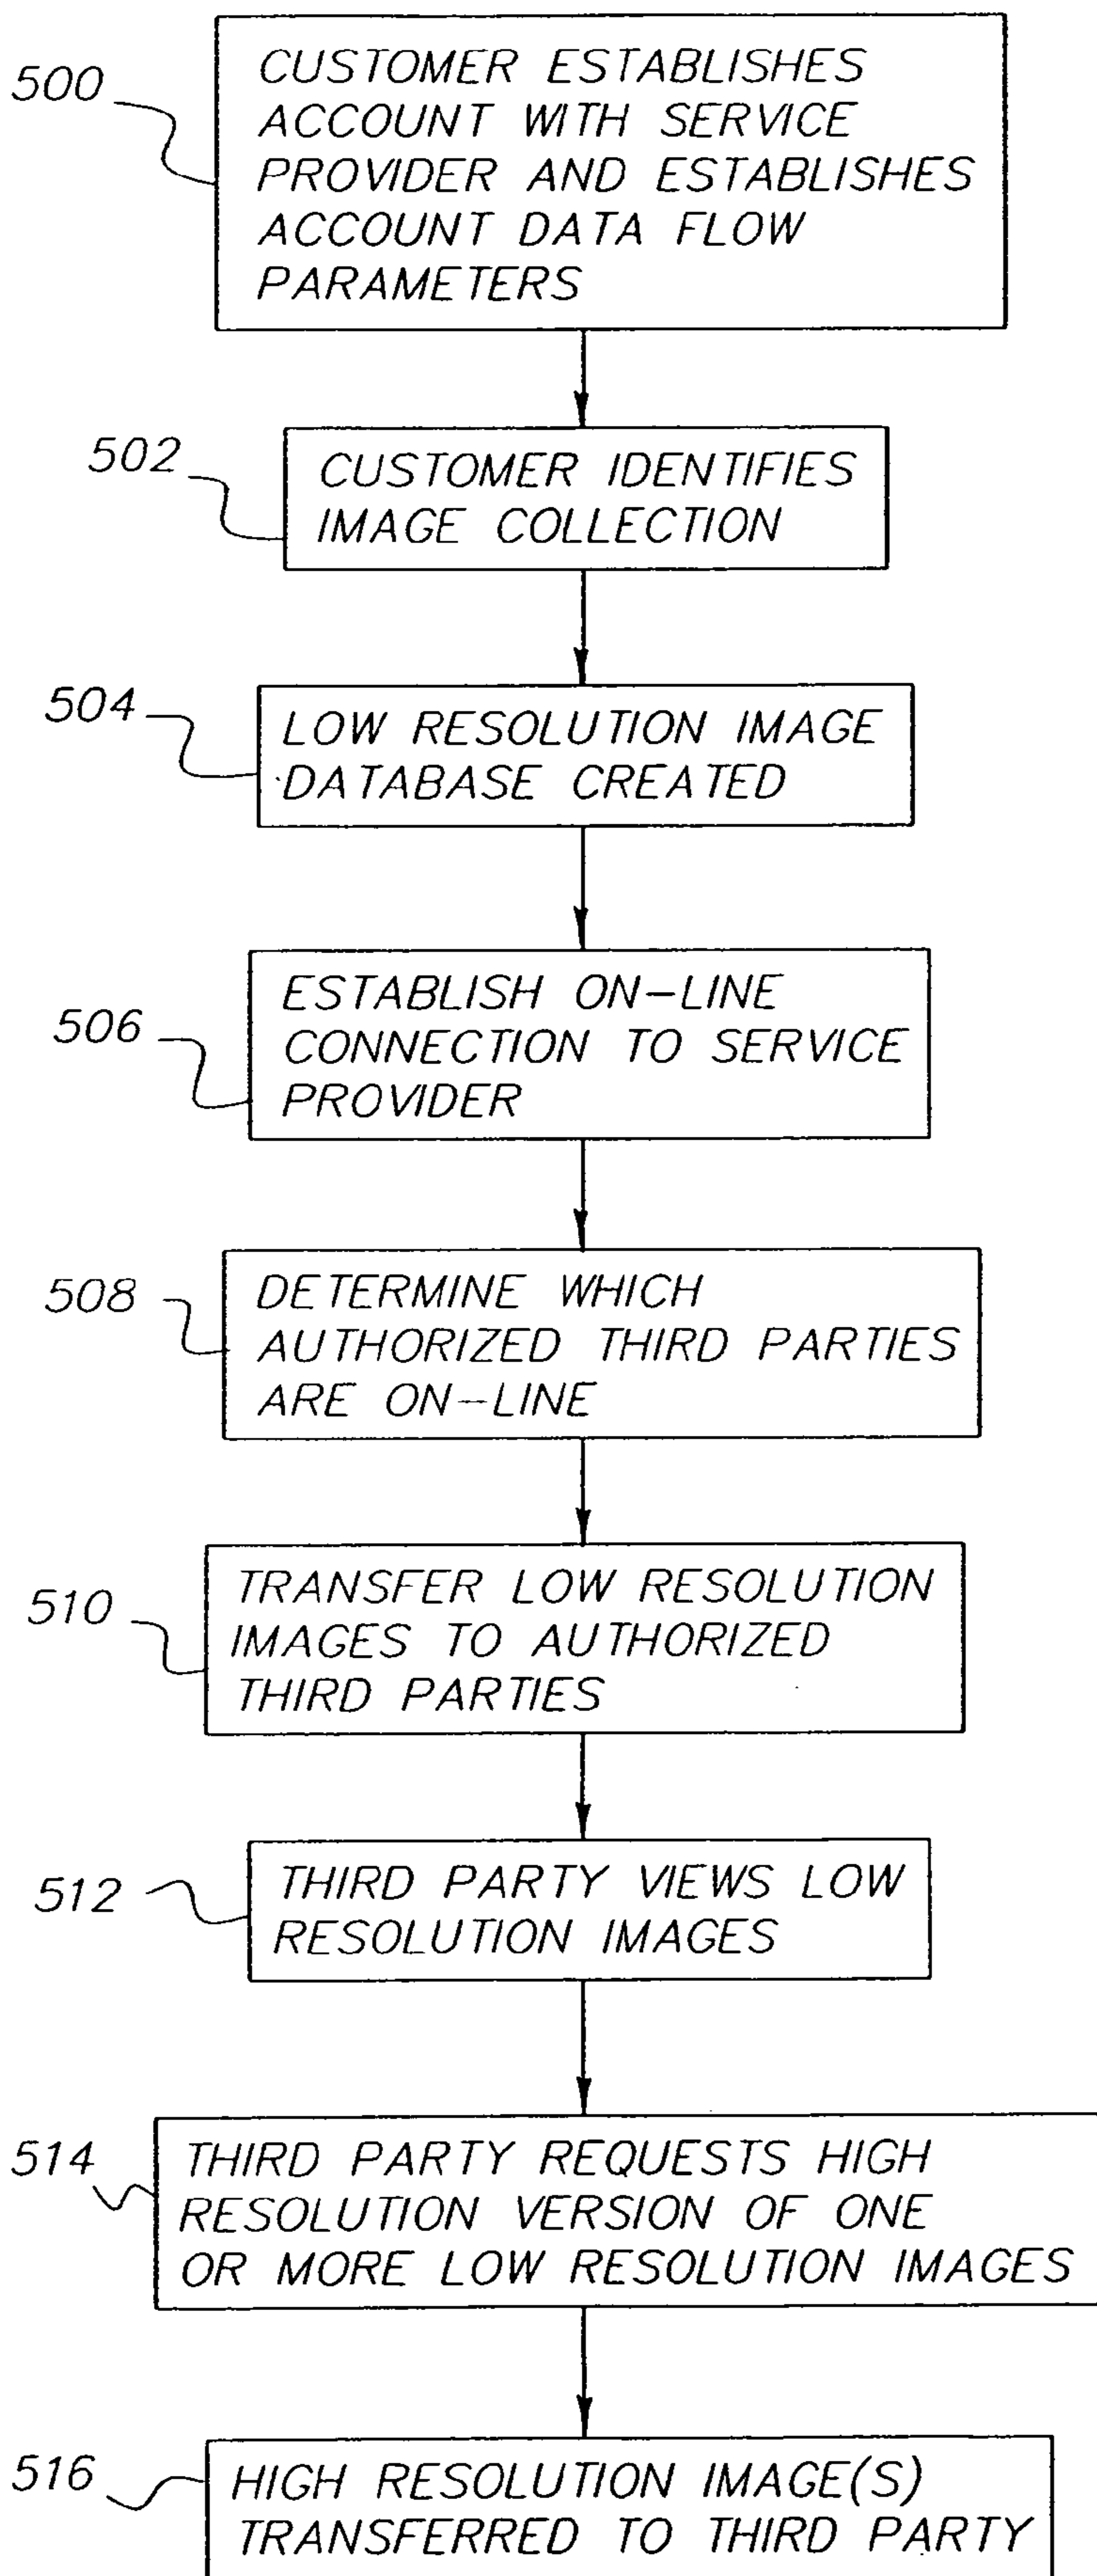 500
CUSTOMER ESTABLISHES
ACCOUNT WITH SERVICE
PROVIDER AND ESTABLISHES
ACCOUNT DATA FLOW
PARAMETERS
502
CUSTOMER IDENTIFIES
IMAGE COLLECTION
504
LOW RESOLUTION IMAGE
DATABASE CREATED
506
ESTABLISH ON-LINE
CONNECTION TO SERVICE
PROVIDER
508
DETERMINE WHICH
AUTHORIZED THIRD PARTIES
ARE ON-LINE
510
TRANSFER LOW RESOLUTION
IMAGES TO AUTHORIZED
THIRD PARTIES
512
THIRD PARTY VIEWS LOW
RESOLUTION IMAGES
514
THIRD PARTY REQUESTS HIGH
RESOLUTION VERSION OF ONE
OR MORE LOW RESOLUTION IMAGES
516
HIGH RESOLUTION IMAGE(S)
TRANSFERRED TO THIRD PARTY